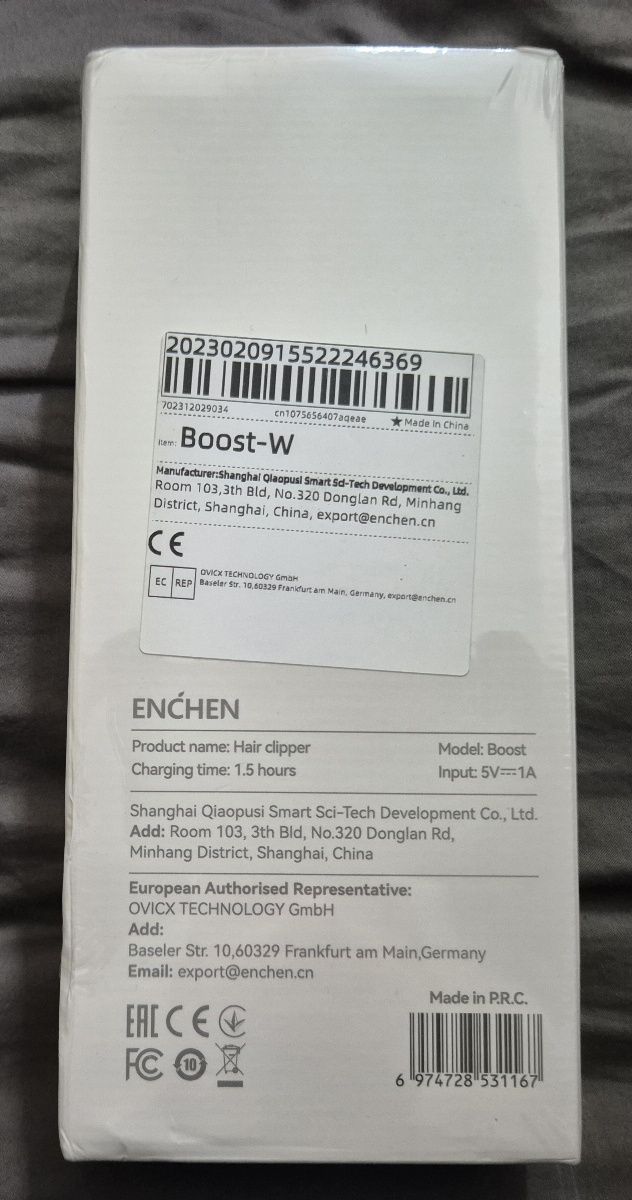 2023020915522246369
702312029034 cn1075656407aqeae ★ Made in China
Item: Boost-W
Manufacturer:Shanghai Qiaopusi Smart Sci-Tech Development Co., Ltd.
Room 103,3th Bld, No.320 Donglan Rd, Minhang
District, Shanghai, China, export@enchen.cn
CE
EC REP OVICX TECHNOLOGY GmbH
Baseler Str. 10,60329 Frankfurt am Main, Germany, export@enchen.cn
ENĆHEN
Product name: Hair clipper Model: Boost
Charging time: 1.5 hours Input: 5V⎓1A
Shanghai Qiaopusi Smart Sci-Tech Development Co., Ltd.
Add: Room 103, 3th Bld, No.320 Donglan Rd,
Minhang District, Shanghai, China
European Authorised Representative:
OVICX TECHNOLOGY GmbH
Add:
Baseler Str. 10,60329 Frankfurt am Main,Germany
Email: export@enchen.cn
Made in P.R.C.
EAC CE
FC 10
6 974728 531167